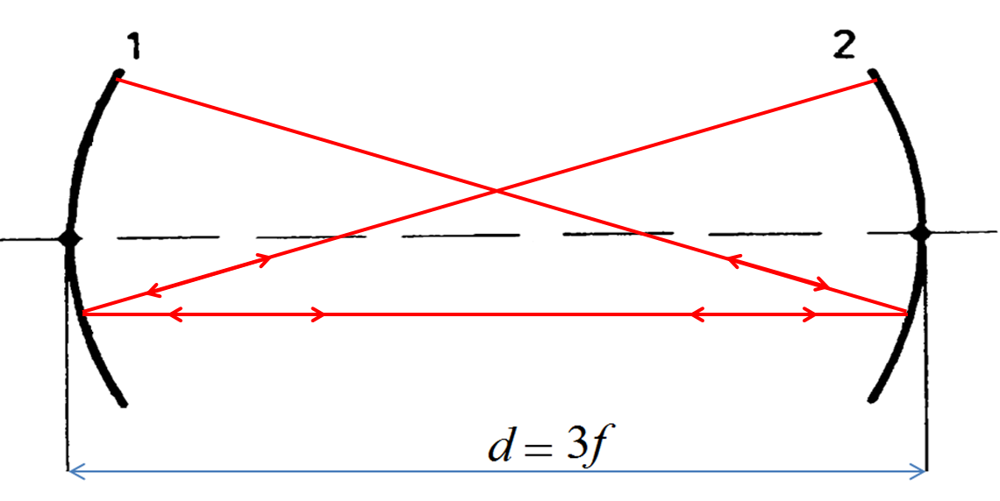 1 2
d = 3f